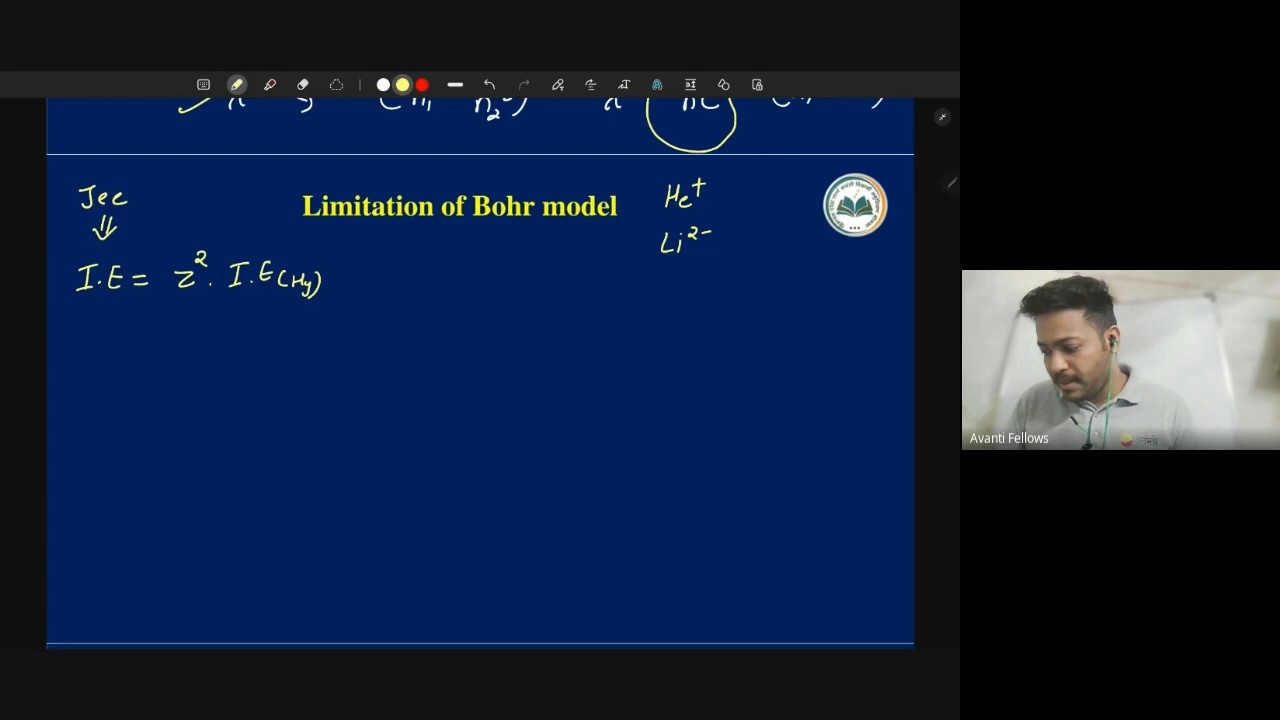 Jee
Limitation of Bohr model
He+
Li²⁻
⇓
I.E = Z². I.E(Hy)
Avanti Fellows